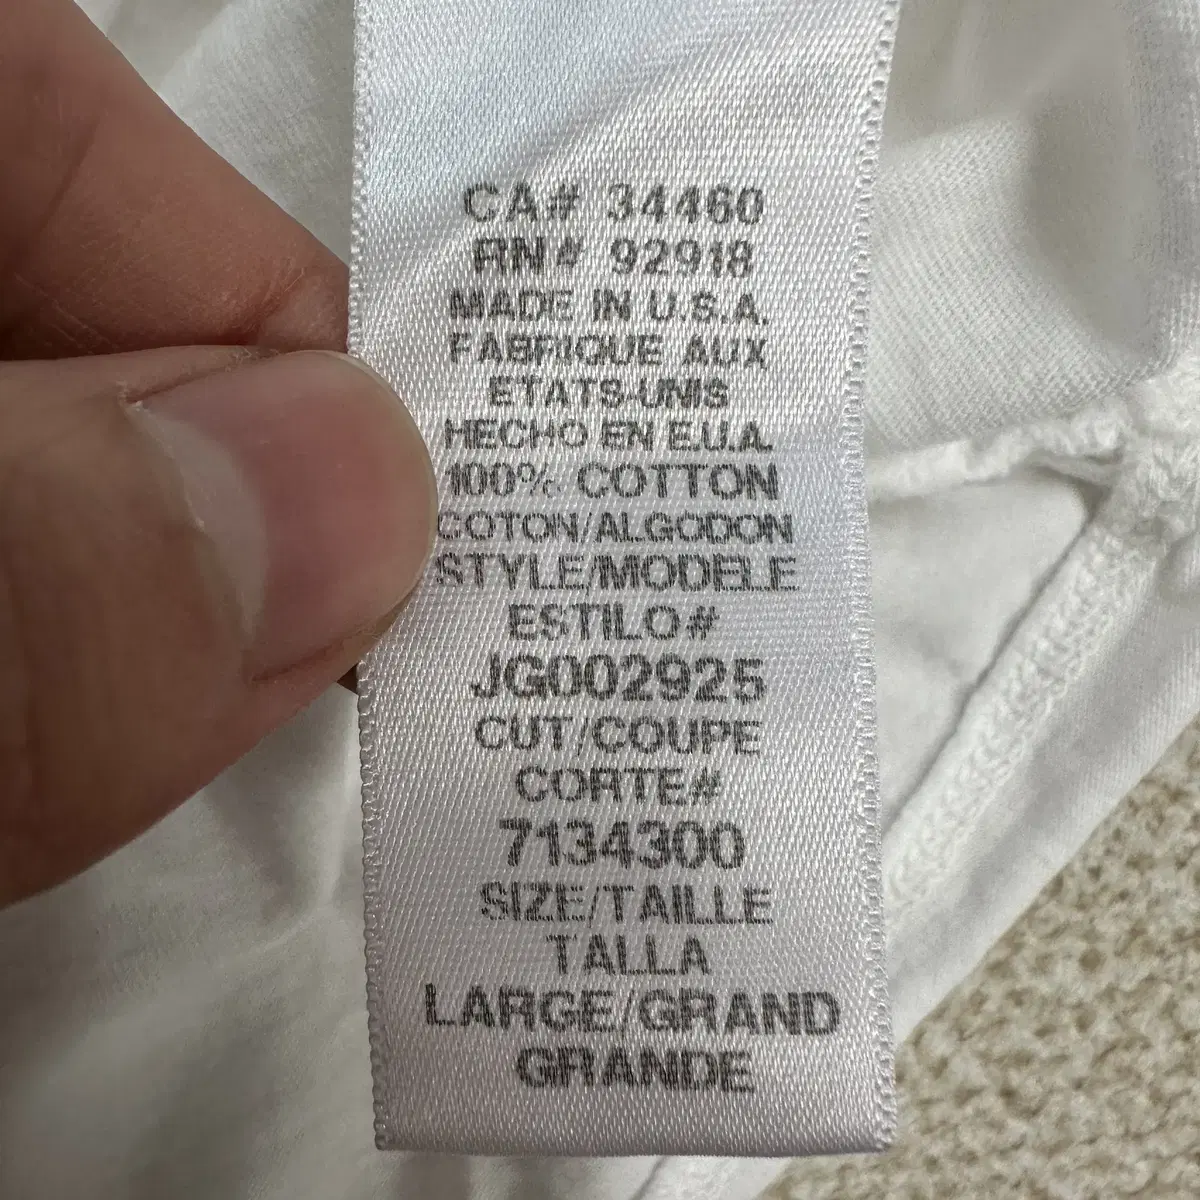 CA# 34460
RN# 92918
MADE IN U.S.A.
FABRIQUE AUX
ETATS-UNIS
HECHO EN E.U.A.
100% COTTON
COTON/ALGODON
STYLE/MODELE
ESTILO#
JG002925
CUT/COUPE
CORTE#
7134300
SIZE/TAILLE
TALLA
LARGE/GRAND
GRANDE